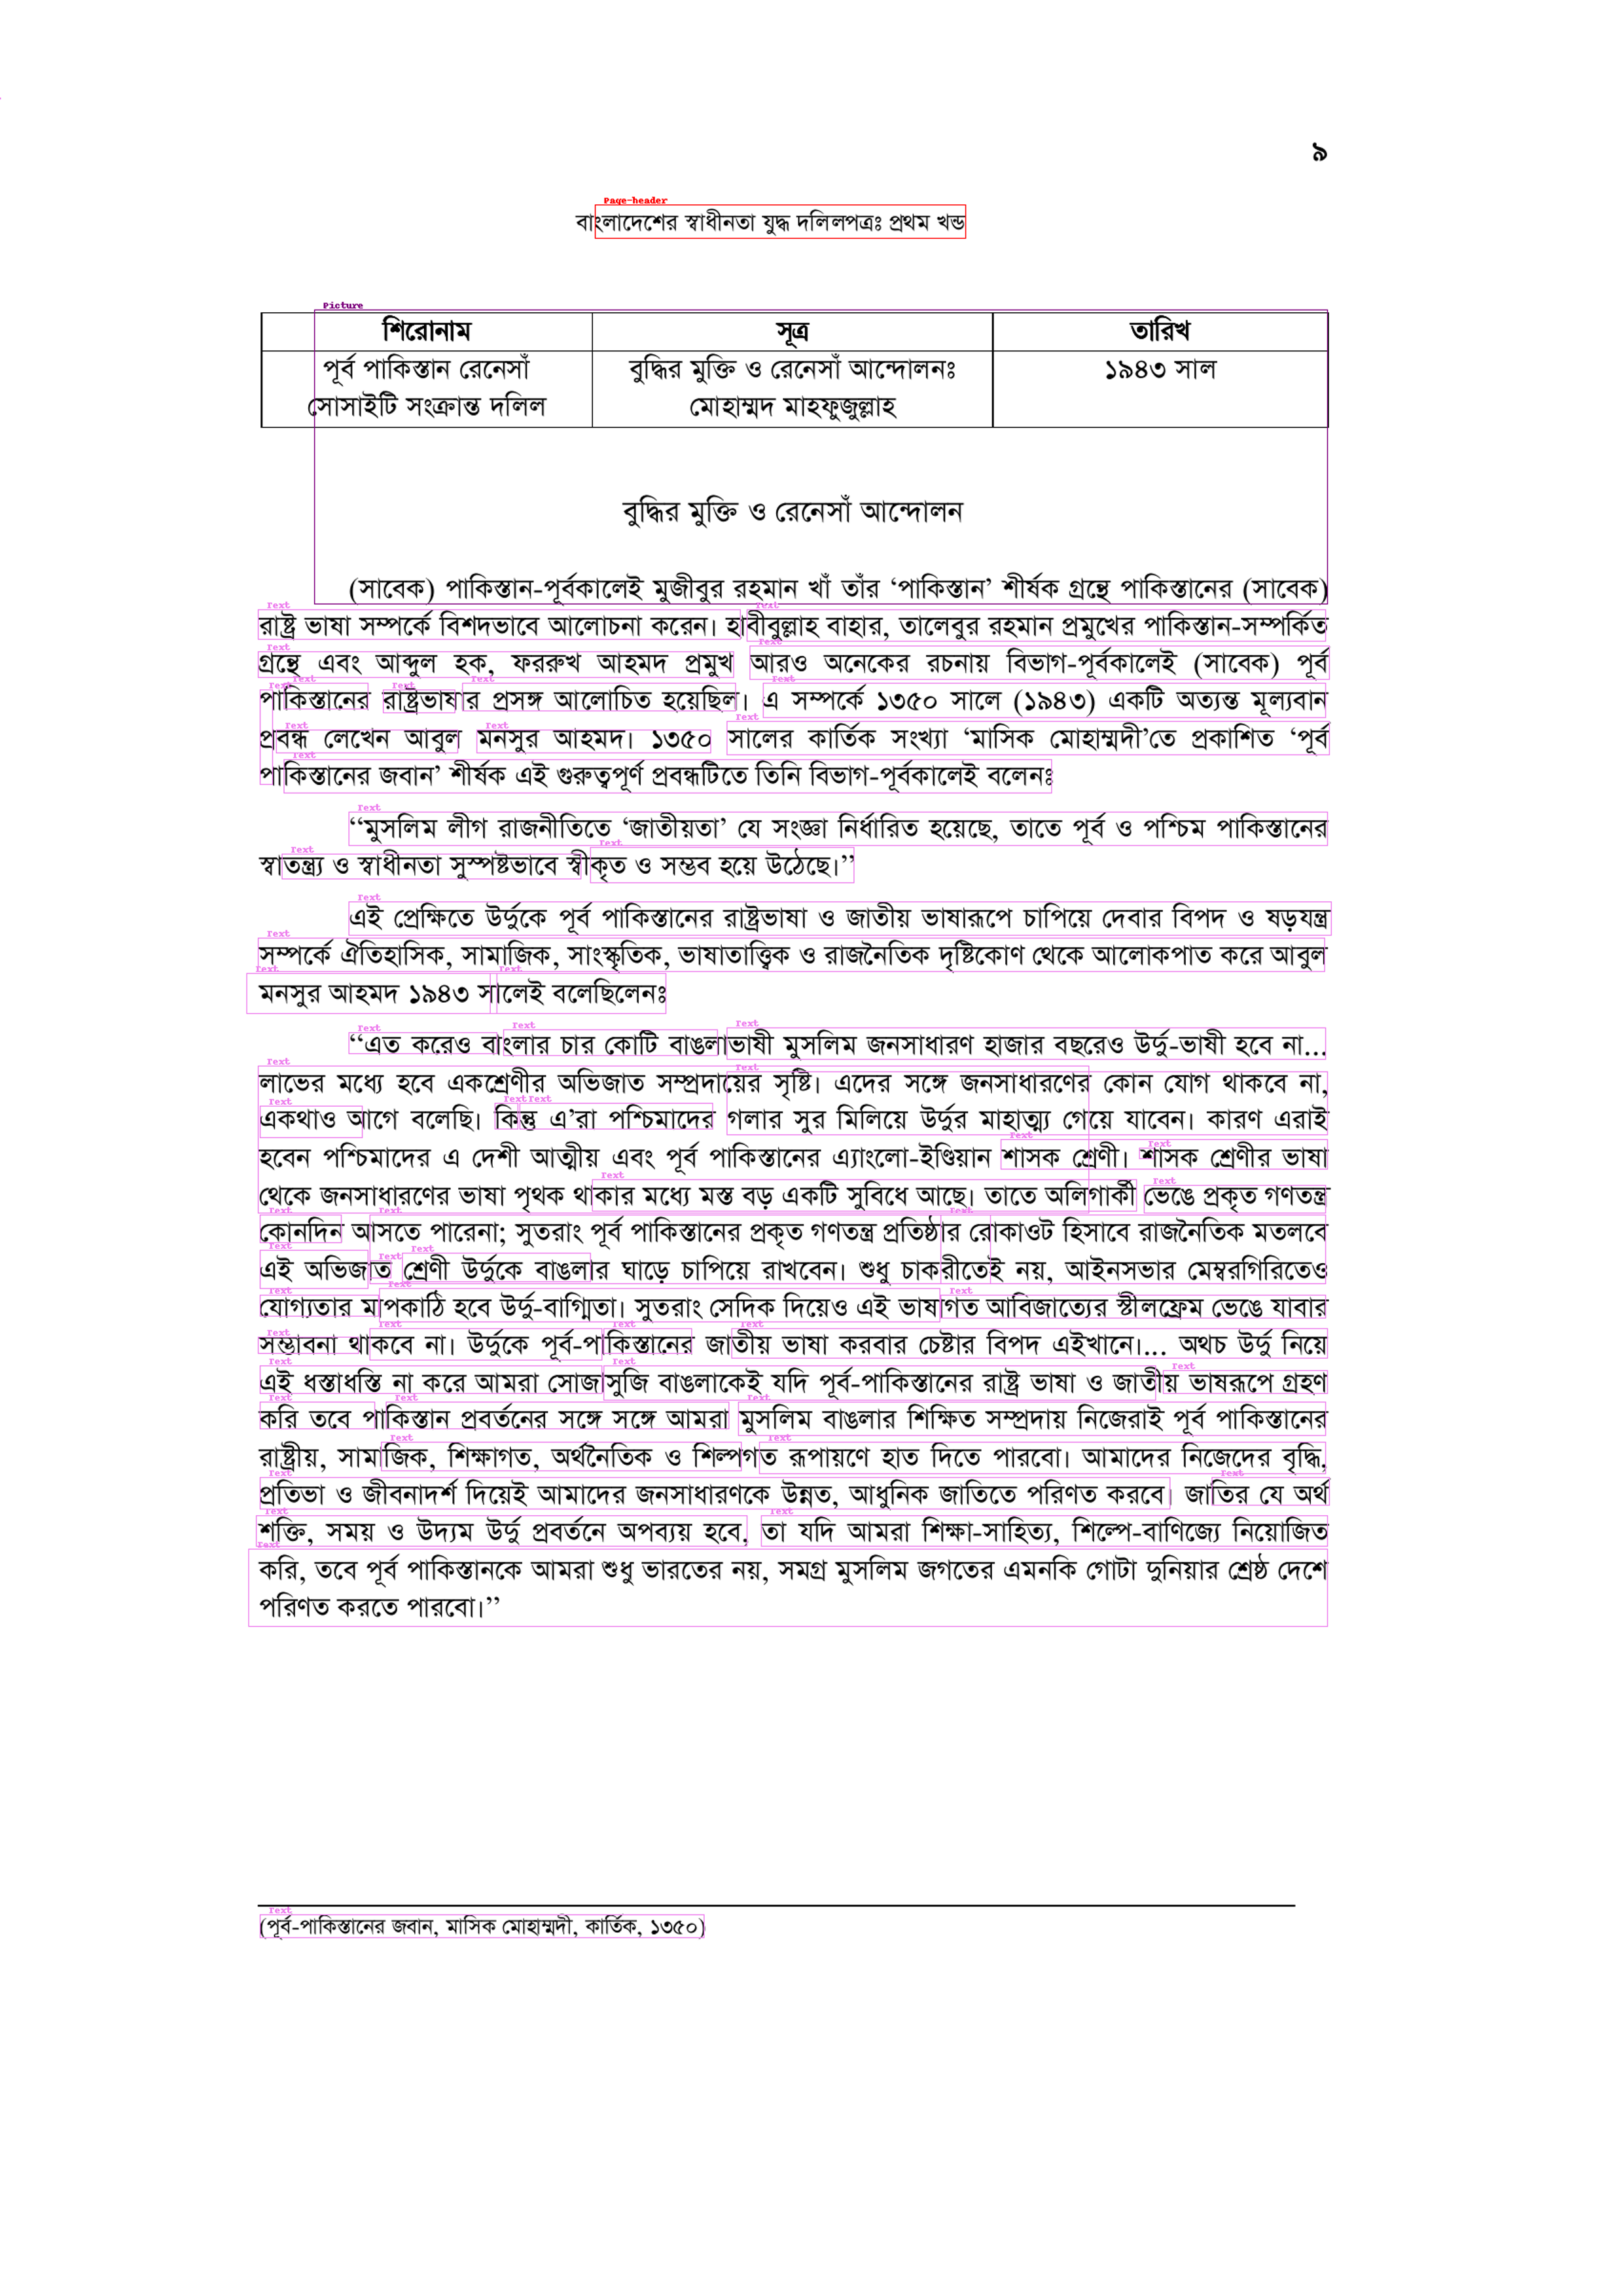 ৯
বাংলাদেশের স্বাধীনতা যুদ্ধ দলিলপত্রঃ প্রথম খন্ড
শিরোনাম সূত্র তারিখ
পূর্ব পাকিস্তান রেনেসাঁ বুদ্ধির মুক্তি ও রেনেসাঁ আন্দোলনঃ ১৯৪৩ সাল
সোসাইটি সংক্রান্ত দলিল মোহাম্মদ মাহফুজুল্লাহ
বুদ্ধির মুক্তি ও রেনেসাঁ আন্দোলন
(সাবেক) পাকিস্তান-পূর্বকালেই মুজীবুর রহমান খাঁ তাঁর ‘পাকিস্তান’ শীর্ষক গ্রন্থে পাকিস্তানের (সাবেক)
রাষ্ট্র ভাষা সম্পর্কে বিশদভাবে আলোচনা করেন। হাবীবুল্লাহ বাহার, তালেবুর রহমান প্রমুখের পাকিস্তান-সম্পর্কিত
গ্রন্থে এবং আব্দুল হক, ফররুখ আহমদ প্রমুখ আরও অনেকের রচনায় বিভাগ-পূর্বকালেই (সাবেক) পূর্ব
পাকিস্তানের রাষ্ট্রভাষার প্রসঙ্গ আলোচিত হয়েছিল। এ সম্পর্কে ১৩৫০ সালে (১৯৪৩) একটি অত্যন্ত মূল্যবান
প্রবন্ধ লেখেন আবুল মনসুর আহমদ। ১৩৫০ সালের কার্তিক সংখ্যা ‘মাসিক মোহাম্মদী’তে প্রকাশিত ‘পূর্ব
পাকিস্তানের জবান’ শীর্ষক এই গুরুত্বপূর্ণ প্রবন্ধটিতে তিনি বিভাগ-পূর্বকালেই বলেনঃ
‘‘মুসলিম লীগ রাজনীতিতে ‘জাতীয়তা’ যে সংজ্ঞা নির্ধারিত হয়েছে, তাতে পূর্ব ও পশ্চিম পাকিস্তানের
স্বাতন্ত্র্য ও স্বাধীনতা সুস্পষ্টভাবে স্বীকৃত ও সম্ভব হয়ে উঠেছে।’’
এই প্রেক্ষিতে উর্দুকে পূর্ব পাকিস্তানের রাষ্ট্রভাষা ও জাতীয় ভাষারূপে চাপিয়ে দেবার বিপদ ও ষড়যন্ত্র
সম্পর্কে ঐতিহাসিক, সামাজিক, সাংস্কৃতিক, ভাষাতাত্ত্বিক ও রাজনৈতিক দৃষ্টিকোণ থেকে আলোকপাত করে আবুল
মনসুর আহমদ ১৯৪৩ সালেই বলেছিলেনঃ
‘‘এত করেও বাংলার চার কোটি বাঙলাভাষী মুসলিম জনসাধারণ হাজার বছরেও উর্দু-ভাষী হবে না...
লাভের মধ্যে হবে একশ্রেণীর অভিজাত সম্প্রদায়ের সৃষ্টি। এদের সঙ্গে জনসাধারণের কোন যোগ থাকবে না,
একথাও আগে বলেছি। কিন্তু এ’রা পশ্চিমাদের গলার সুর মিলিয়ে উর্দুর মাহাত্ম্য গেয়ে যাবেন। কারণ এরাই
হবেন পশ্চিমাদের এ দেশী আত্মীয় এবং পূর্ব পাকিস্তানের এ্যাংলো-ইণ্ডিয়ান শাসক শ্রেণী। শাসক শ্রেণীর ভাষা
থেকে জনসাধারণের ভাষা পৃথক থাকার মধ্যে মস্ত বড় একটি সুবিধে আছে। তাতে অলিগার্কী ভেঙে প্রকৃত গণতন্ত্র
কোনদিন আসতে পারেনা; সুতরাং পূর্ব পাকিস্তানের প্রকৃত গণতন্ত্র প্রতিষ্ঠার রোকাওট হিসাবে রাজনৈতিক মতলবে
এই অভিজাত শ্রেণী উর্দুকে বাঙলার ঘাড়ে চাপিয়ে রাখবেন। শুধু চাকরীতেই নয়, আইনসভার মেম্বরগিরিতেও
যোগ্যতার মাপকাঠি হবে উর্দু-বাগ্মিতা। সুতরাং সেদিক দিয়েও এই ভাষাগত আবিজাত্যের স্টীলফ্রেম ভেঙে যাবার
সম্ভাবনা থাকবে না। উর্দুকে পূর্ব-পাকিস্তানের জাতীয় ভাষা করবার চেষ্টার বিপদ এইখানে।... অথচ উর্দু নিয়ে
এই ধস্তাধস্তি না করে আমরা সোজাসুজি বাঙলাকেই যদি পূর্ব-পাকিস্তানের রাষ্ট্র ভাষা ও জাতীয় ভাষরূপে গ্রহণ
করি তবে পাকিস্তান প্রবর্তনের সঙ্গে সঙ্গে আমরা মুসলিম বাঙলার শিক্ষিত সম্প্রদায় নিজেরাই পূর্ব পাকিস্তানের
রাষ্ট্রীয়, সামাজিক, শিক্ষাগত, অর্থনৈতিক ও শিল্পগত রূপায়ণে হাত দিতে পারবো। আমাদের নিজেদের বৃদ্ধি,
প্রতিভা ও জীবনাদর্শ দিয়েই আমাদের জনসাধারণকে উন্নত, আধুনিক জাতিতে পরিণত করবে। জাতির যে অর্থ
শক্তি, সময় ও উদ্যম উর্দু প্রবর্তনে অপব্যয় হবে, তা যদি আমরা শিক্ষা-সাহিত্য, শিল্পে-বাণিজ্যে নিয়োজিত
করি, তবে পূর্ব পাকিস্তানকে আমরা শুধু ভারতের নয়, সমগ্র মুসলিম জগতের এমনকি গোটা দুনিয়ার শ্রেষ্ঠ দেশে
পরিণত করতে পারবো।’’
(পূর্ব-পাকিস্তানের জবান, মাসিক মোহাম্মদী, কার্তিক, ১৩৫০)